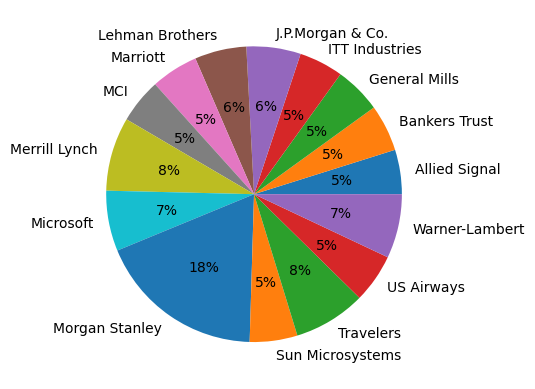 Allied Signal
5%
Bankers Trust
5%
General Mills
5%
ITT Industries
5%
J.P.Morgan & Co.
6%
Lehman Brothers
6%
Marriott
5%
MCI
5%
Merrill Lynch
8%
Microsoft
7%
Morgan Stanley
18%
Sun Microsystems
5%
Travelers
8%
US Airways
5%
Warner-Lambert
7%